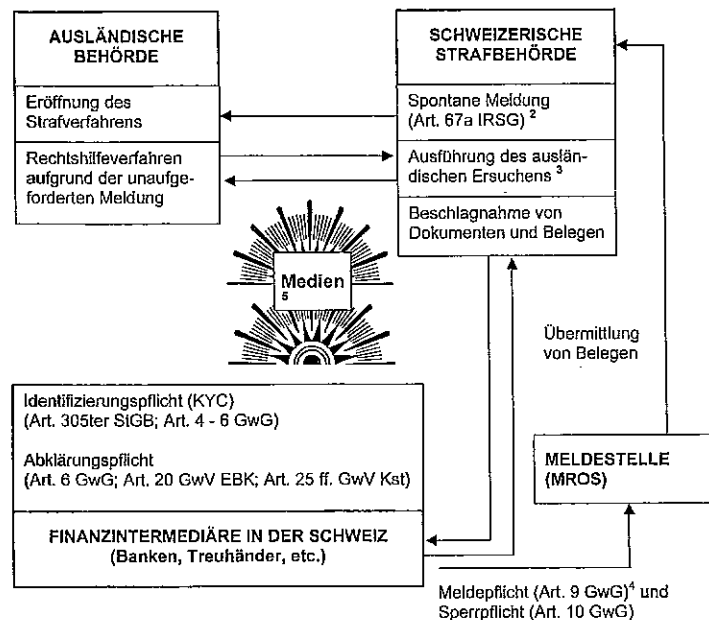 AUSLÄNDISCHE
BEHÖRDE
Eröffnung des
Strafverfahrens
Rechtshilfeverfahren
aufgrund der unaufge-
forderten Meldung
SCHWEIZERISCHE
STRAFBEHÖRDE
Spontane Meldung
(Art. 67a IRSG) ²
Ausführung des auslän-
dischen Ersuchens ³
Beschlagnahme von
Dokumenten und Belegen
Medien
5
Übermittlung
von Belegen
Identifizierungspflicht (KYC)
(Art. 305ter StGB; Art. 4 - 6 GwG)
Abklärungspflicht
(Art. 6 GwG; Art. 20 GwV EBK; Art. 25 ff. GwV Kst)
FINANZINTERMEDIÄRE IN DER SCHWEIZ
(Banken, Treuhänder, etc.)
MELDESTELLE
(MROS)
Meldepflicht (Art. 9 GwG)⁴ und
Sperrpflicht (Art. 10 GwG)